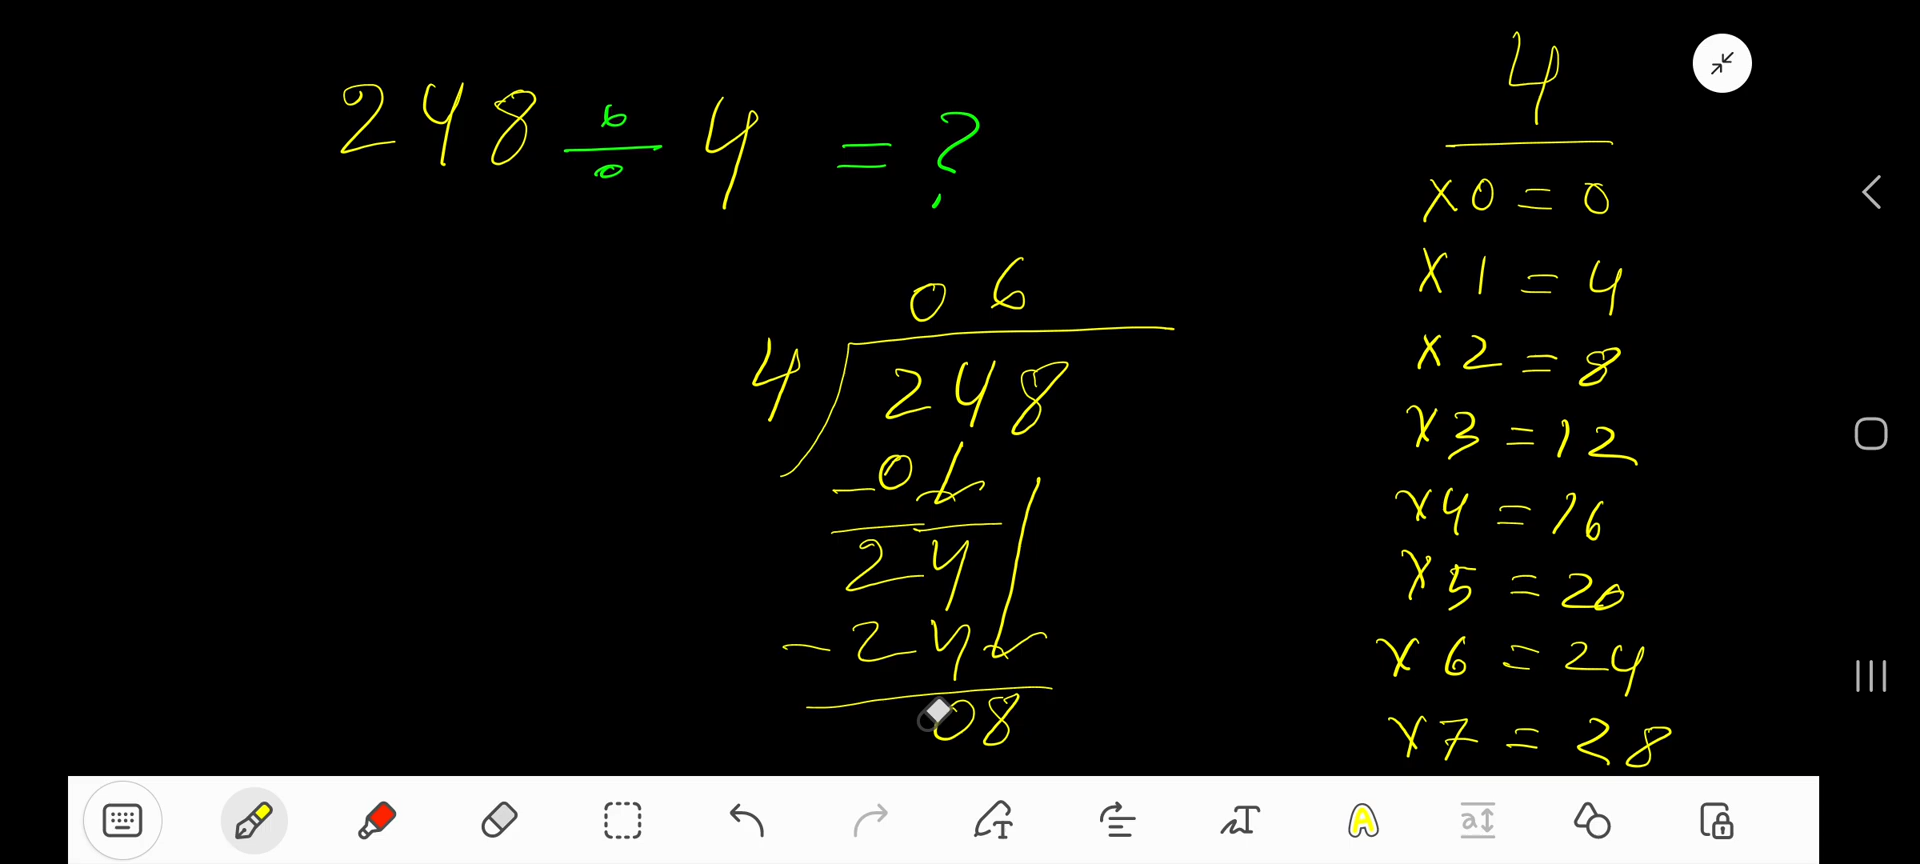 248 ÷ 4 = ?
06
4 248
-0
24
-24
08
4
x0 = 0
x1 = 4
x2 = 8
x3 = 12
x4 = 16
x5 = 20
x6 = 24
x7 = 28
T
T
A
a